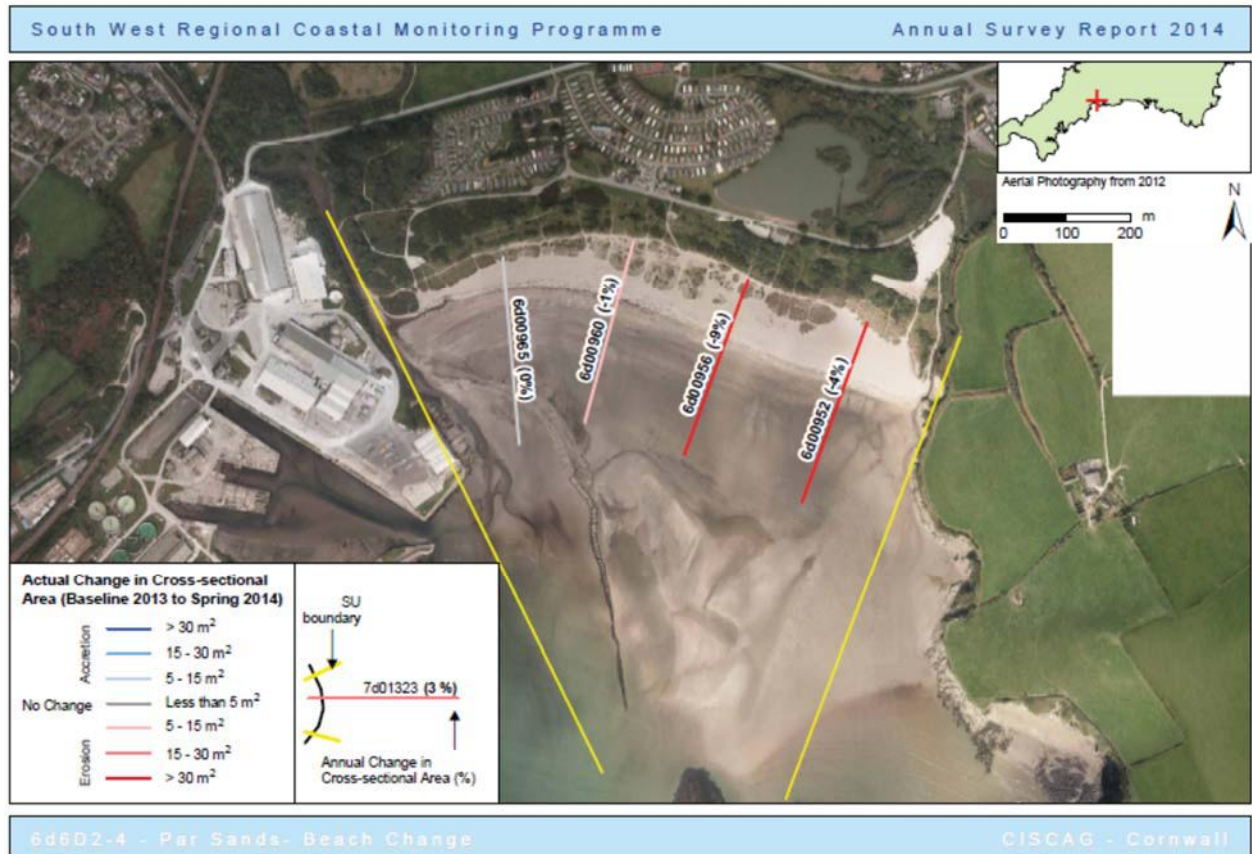 South West Regional Coastal Monitoring Programme
Annual Survey Report 2014
Aerial Photography from 2012
N
0 100 200 m
6d00965 (0%)
6d00960 (-1%)
6d00956 (-9%)
6d00952 (-4%)
Actual Change in Cross-sectional
Area (Baseline 2013 to Spring 2014)
Accretion
> 30 m²
15 - 30 m²
5 - 15 m²
No Change
Less than 5 m²
Erosion
5 - 15 m²
15 - 30 m²
> 30 m²
SU
boundary
7d01323 (3 %)
Annual Change in
Cross-sectional Area (%)
6d6D2-4 - Par Sands- Beach Change
CISCAG - Cornwall